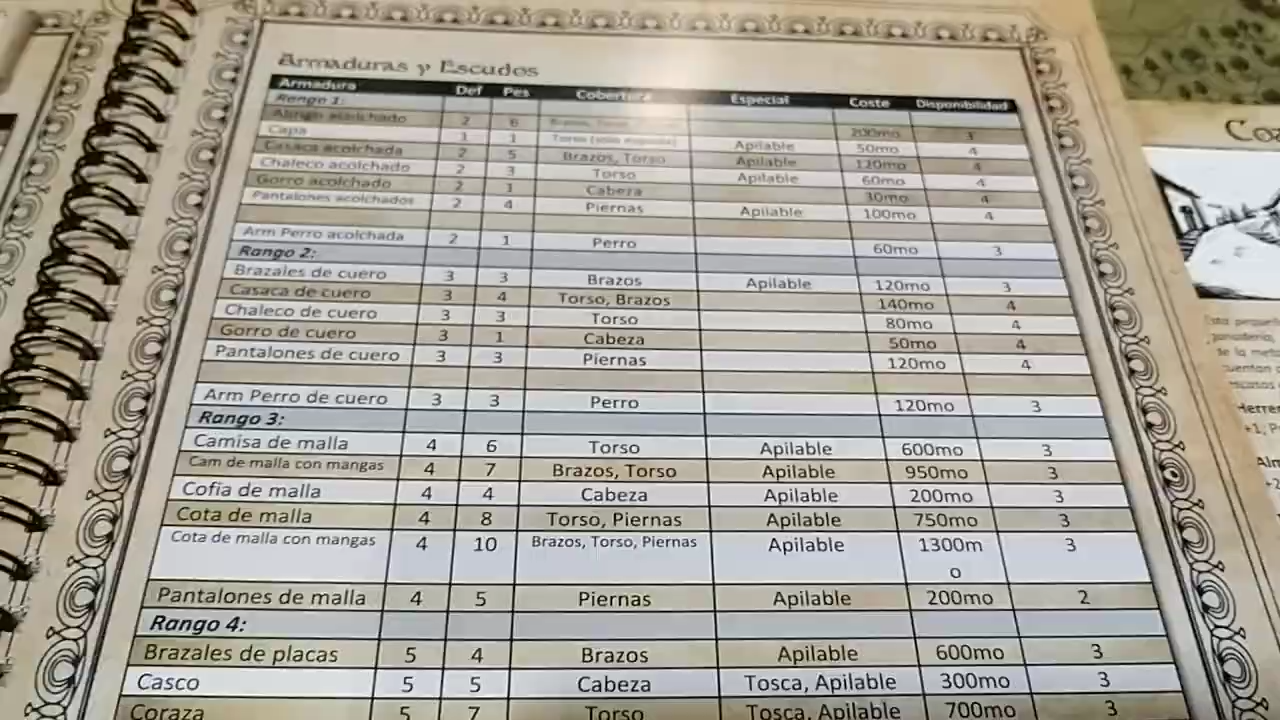 Armaduras y Escudos
Armadura Def Pes Cobertura Especial Coste Disponibilidad
Rango 1:
Abrigo acolchado 2 6 200mo 3
Capa 1 1 Torso Apilable 50mo 4
Casaca acolchada 2 5 Brazos, Torso Apilable 120mo 4
Chaleco acolchado 2 3 Torso Apilable 60mo 4
Gorro acolchado 2 1 Cabeza 30mo 4
Pantalones acolchados 2 4 Piernas Apilable 100mo 4
Arm Perro acolchada 2 1 Perro 60mo 3
Rango 2:
Brazales de cuero 3 3 Brazos Apilable 120mo 3
Casaca de cuero 3 4 Torso, Brazos 140mo 4
Chaleco de cuero 3 3 Torso 80mo 4
Gorro de cuero 3 1 Cabeza 50mo 4
Pantalones de cuero 3 3 Piernas 120mo 4
Arm Perro de cuero 3 3 Perro 120mo 3
Rango 3:
Camisa de malla 4 6 Torso Apilable 600mo 3
Cam de malla con mangas 4 7 Brazos, Torso Apilable 950mo 3
Cofia de malla 4 4 Cabeza Apilable 200mo 3
Cota de malla 4 8 Torso, Piernas Apilable 750mo 3
Cota de malla con mangas 4 10 Brazos, Torso, Piernas Apilable 1300m 3
o
Pantalones de malla 4 5 Piernas Apilable 200mo 2
Rango 4:
Brazales de placas 5 4 Brazos Apilable 600mo 3
Casco 5 5 Cabeza Tosca, Apilable 300mo 3
Coraza 5 7 Torso Tosca, Apilable 700mo 3